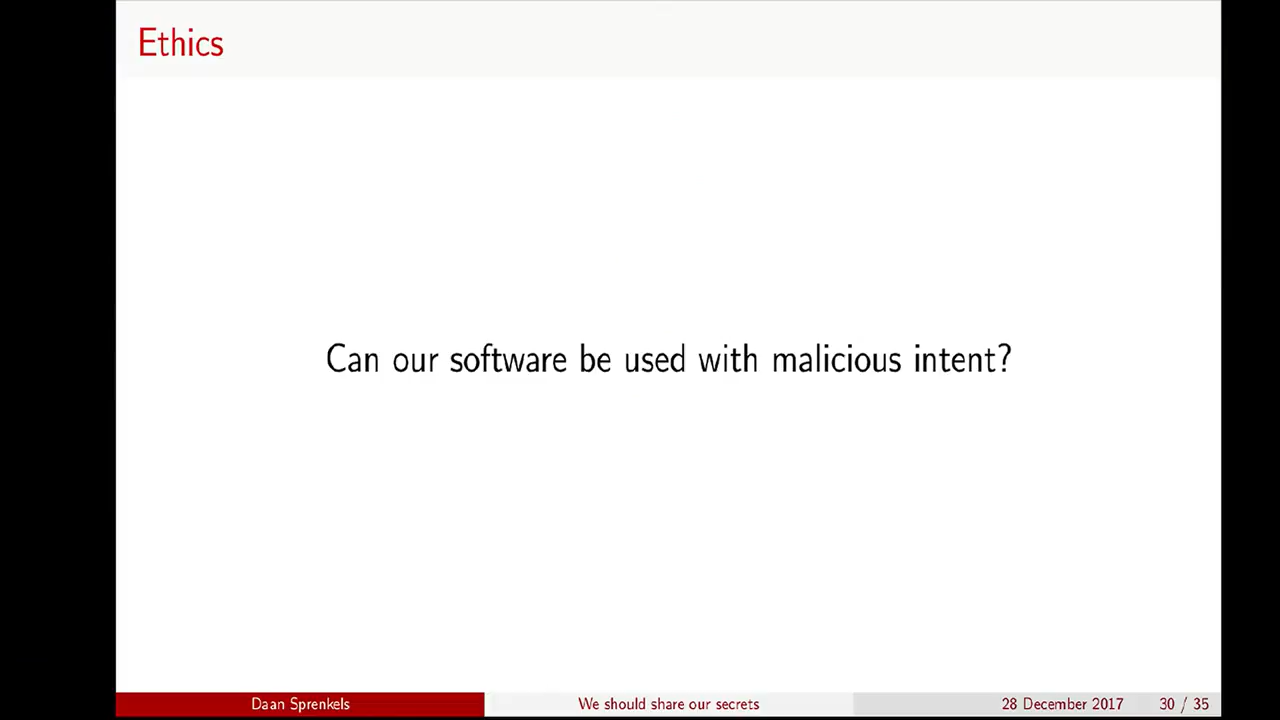 Ethics
Can our software be used with malicious intent?
Daan Sprenkels
We should share our secrets
28 December 2017
30 / 35